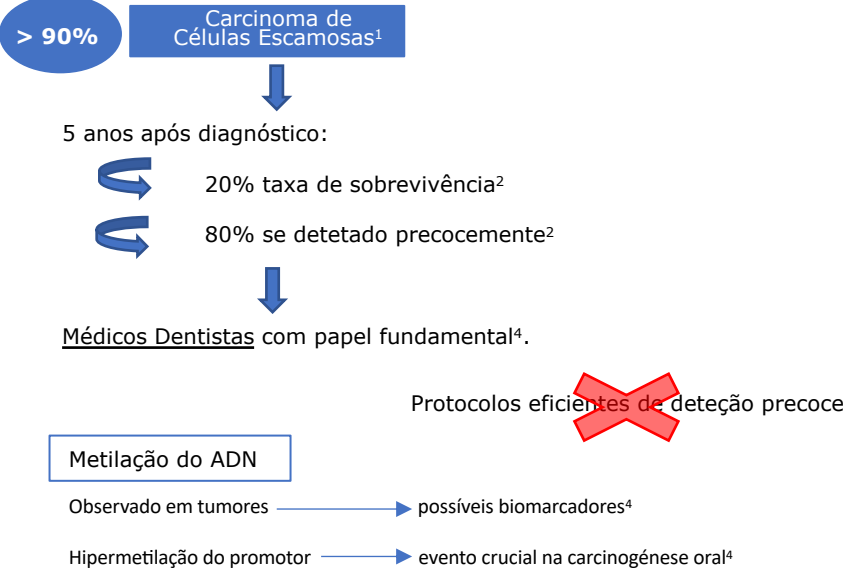 > 90%
Carcinoma de
Células Escamosas¹
5 anos após diagnóstico:
20% taxa de sobrevivência²
80% se detetado precocemente²
Médicos Dentistas com papel fundamental⁴.
Protocolos eficientes de deteção precoce
Metilação do ADN
Observado em tumores
possíveis biomarcadores⁴
Hipermetilação do promotor
evento crucial na carcinogénese oral⁴